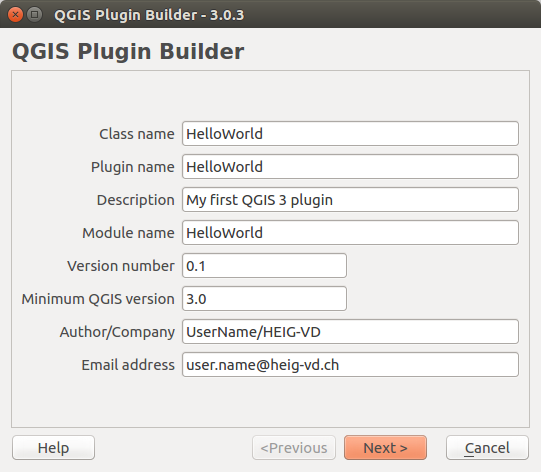 QGIS Plugin Builder - 3.0.3
QGIS Plugin Builder
Class name HelloWorld
Plugin name HelloWorld
Description My first QGIS 3 plugin
Module name HelloWorld
Version number 0.1
Minimum QGIS version 3.0
Author/Company UserName/HEIG-VD
Email address user.name@heig-vd.ch
Help <Previous Next > Cancel